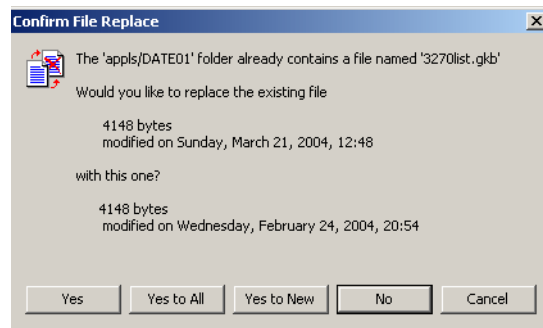 Confirm File Replace
The 'appls/DATE01' folder already contains a file named '3270list.gkb'
Would you like to replace the existing file
4148 bytes
modified on Sunday, March 21, 2004, 12:48
with this one?
4148 bytes
modified on Wednesday, February 24, 2004, 20:54
Yes Yes to All Yes to New No Cancel